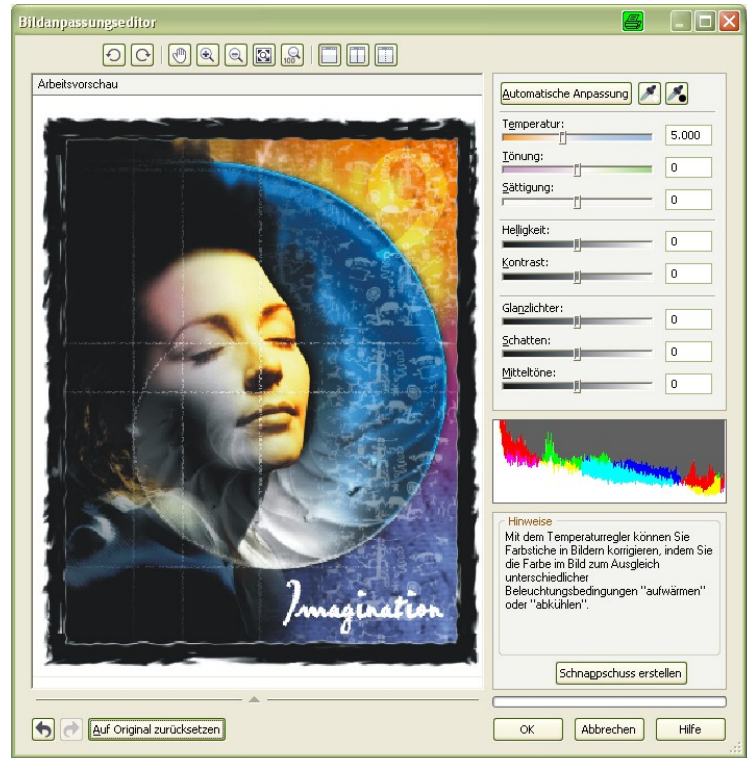 Bildanpassungseditor
100
Arbeitsvorschau
Automatische Anpassung
Temperatur:
5.000
Tönung:
0
Sättigung:
0
Helligkeit:
0
Kontrast:
0
Glanzlichter:
0
Schatten:
0
Mitteltöne:
0
Imagination
Hinweise
Mit dem Temperaturregler können Sie
Farbstiche in Bildern korrigieren, indem Sie
die Farbe im Bild zum Ausgleich
unterschiedlicher
Beleuchtungsbedingungen "aufwärmen"
oder "abkühlen".
Schnappschuss erstellen
Auf Original zurücksetzen
OK
Abbrechen
Hilfe